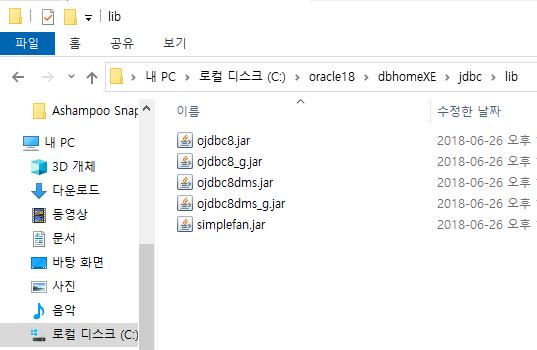 lib
파일 홈 공유 보기
내 PC > 로컬 디스크 (C:) > oracle18 > dbhomeXE > jdbc > lib
이름 수정한 날짜
Ashampoo Snap
내 PC
3D 개체
다운로드
동영상
문서
바탕 화면
사진
음악
로컬 디스크 (C:)
ojdbc8.jar 2018-06-26 오후
ojdbc8_g.jar 2018-06-26 오후
ojdbc8dms.jar 2018-06-26 오후
ojdbc8dms_g.jar 2018-06-26 오후
simplefan.jar 2018-06-26 오후